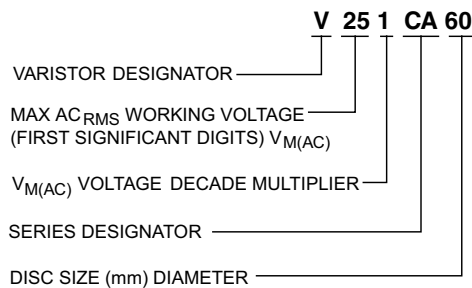 V 25 1 CA 60
VARISTOR DESIGNATOR
MAX AC RMS WORKING VOLTAGE
(FIRST SIGNIFICANT DIGITS) VM(AC)
VM(AC) VOLTAGE DECADE MULTIPLIER
SERIES DESIGNATOR
DISC SIZE (mm) DIAMETER